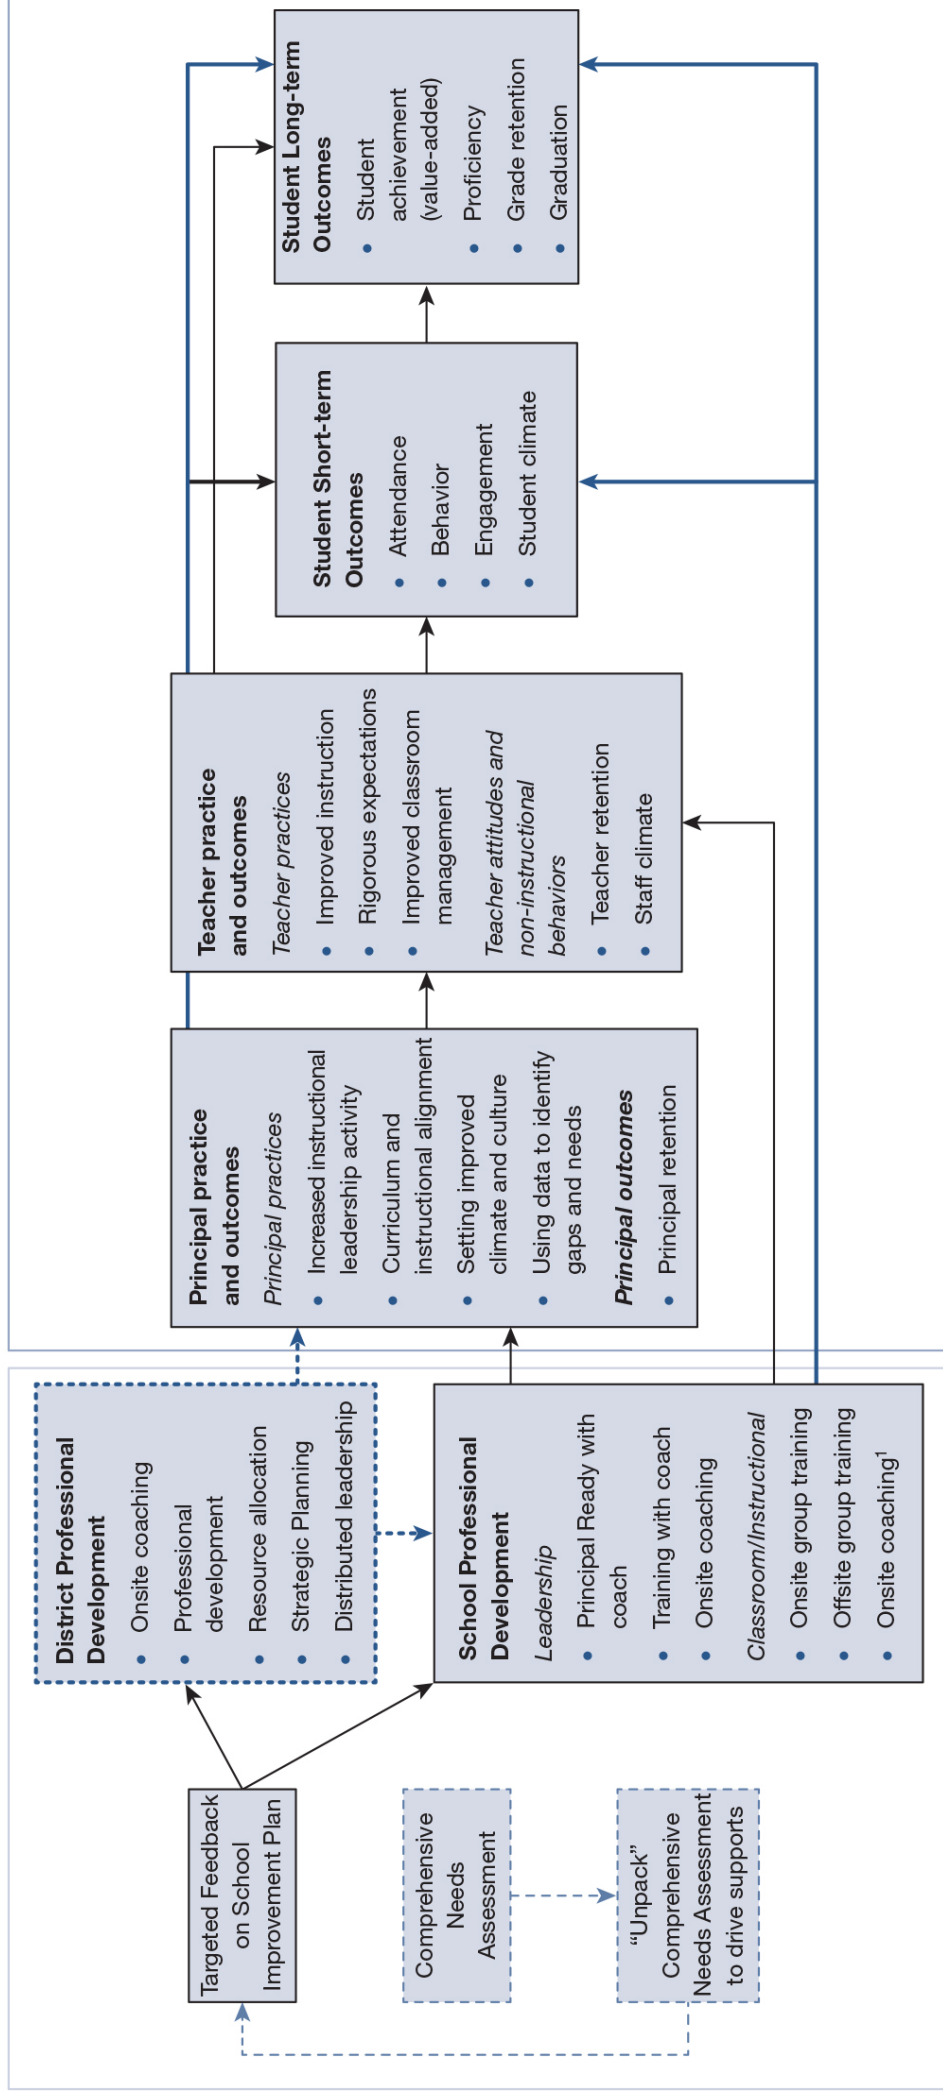 Targeted Feedback
on School
Improvement Plan
Comprehensive
Needs
Assessment
“Unpack”
Comprehensive
Needs Assessment
to drive supports
District Professional
Development
• Onsite coaching
• Professional
development
• Resource allocation
• Strategic Planning
• Distributed leadership
School Professional
Development
Leadership
• Principal Ready with
coach
• Training with coach
• Onsite coaching
Classroom/Instructional
• Onsite group training
• Offsite group training
• Onsite coaching¹
Principal practice
and outcomes
Principal practices
• Increased instructional
leadership activity
• Curriculum and
instructional alignment
• Setting improved
climate and culture
• Using data to identify
gaps and needs
Principal outcomes
• Principal retention
Teacher practice
and outcomes
Teacher practices
• Improved instruction
• Rigorous expectations
• Improved classroom
management
Teacher attitudes and
non-instructional
behaviors
• Teacher retention
• Staff climate
Student Short-term
Outcomes
• Attendance
• Behavior
• Engagement
• Student climate
Student Long-term
Outcomes
• Student
achievement
(value-added)
• Proficiency
• Grade retention
• Graduation